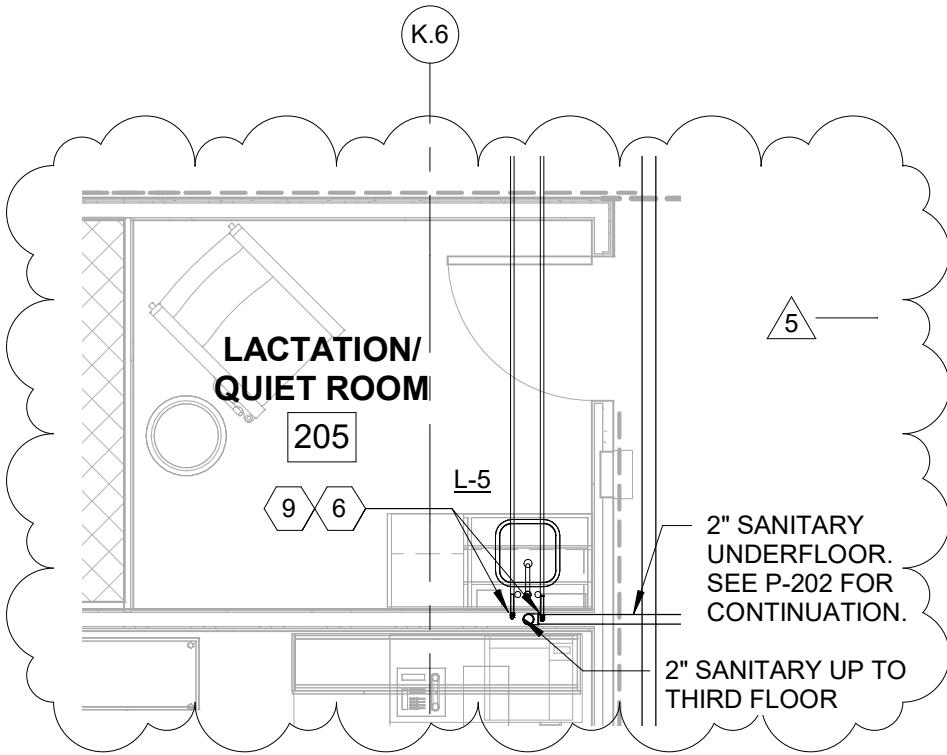 K.6
5
LACTATION/
QUIET ROOM
205
L-5
9 6
2" SANITARY
UNDERFLOOR.
SEE P-202 FOR
CONTINUATION.
2" SANITARY UP TO
THIRD FLOOR